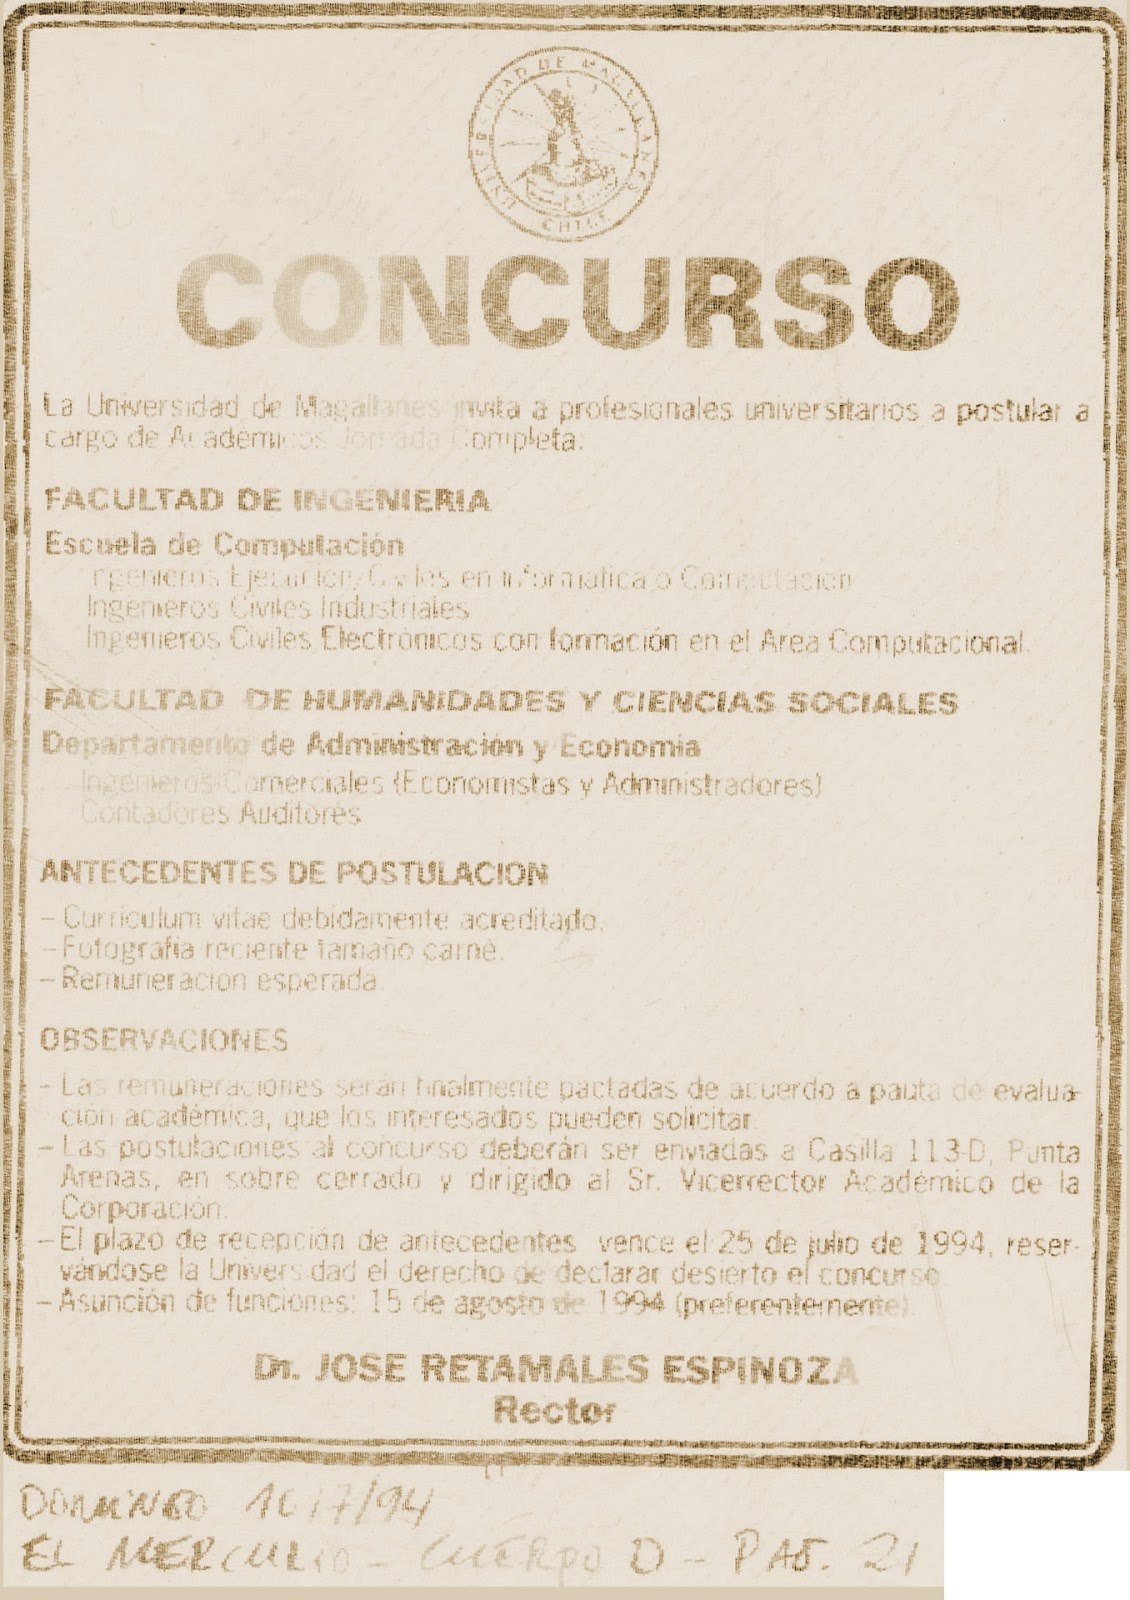 UNIVERSIDAD DE MAGALLANES
CHILE
CONCURSO
La Universidad de Magallanes invita a profesionales universitarios a postular a
cargo de Académicos Jornada Completa:
FACULTAD DE INGENIERIA
Escuela de Computación
Ingenieros Ejecución/Civiles en Informática o Computación
Ingenieros Civiles Industriales
Ingenieros Civiles Electrónicos con formación en el Area Computacional.
FACULTAD DE HUMANIDADES Y CIENCIAS SOCIALES
Departamento de Administración y Economía
Ingenieros Comerciales (Economistas y Administradores)
Contadores Auditores
ANTECEDENTES DE POSTULACION
– Curriculum vitae debidamente acreditado.
– Fotografía reciente tamaño carné.
– Remuneración esperada.
OBSERVACIONES
– Las remuneraciones serán finalmente pactadas de acuerdo a pauta de evalua-
ción académica, que los interesados pueden solicitar.
– Las postulaciones al concurso deberán ser enviadas a Casilla 113-D, Punta
Arenas, en sobre cerrado y dirigido al Sr. Vicerrector Académico de la
Corporación.
– El plazo de recepción de antecedentes vence el 25 de julio de 1994, reser-
vándose la Universidad el derecho de declarar desierto el concurso.
– Asunción de funciones: 15 de agosto de 1994 (preferentemente).
Dr. JOSE RETAMALES ESPINOZA
Rector
DOMINGO 10/7/94
EL MERCURIO – CUERPO D – PAG. 21